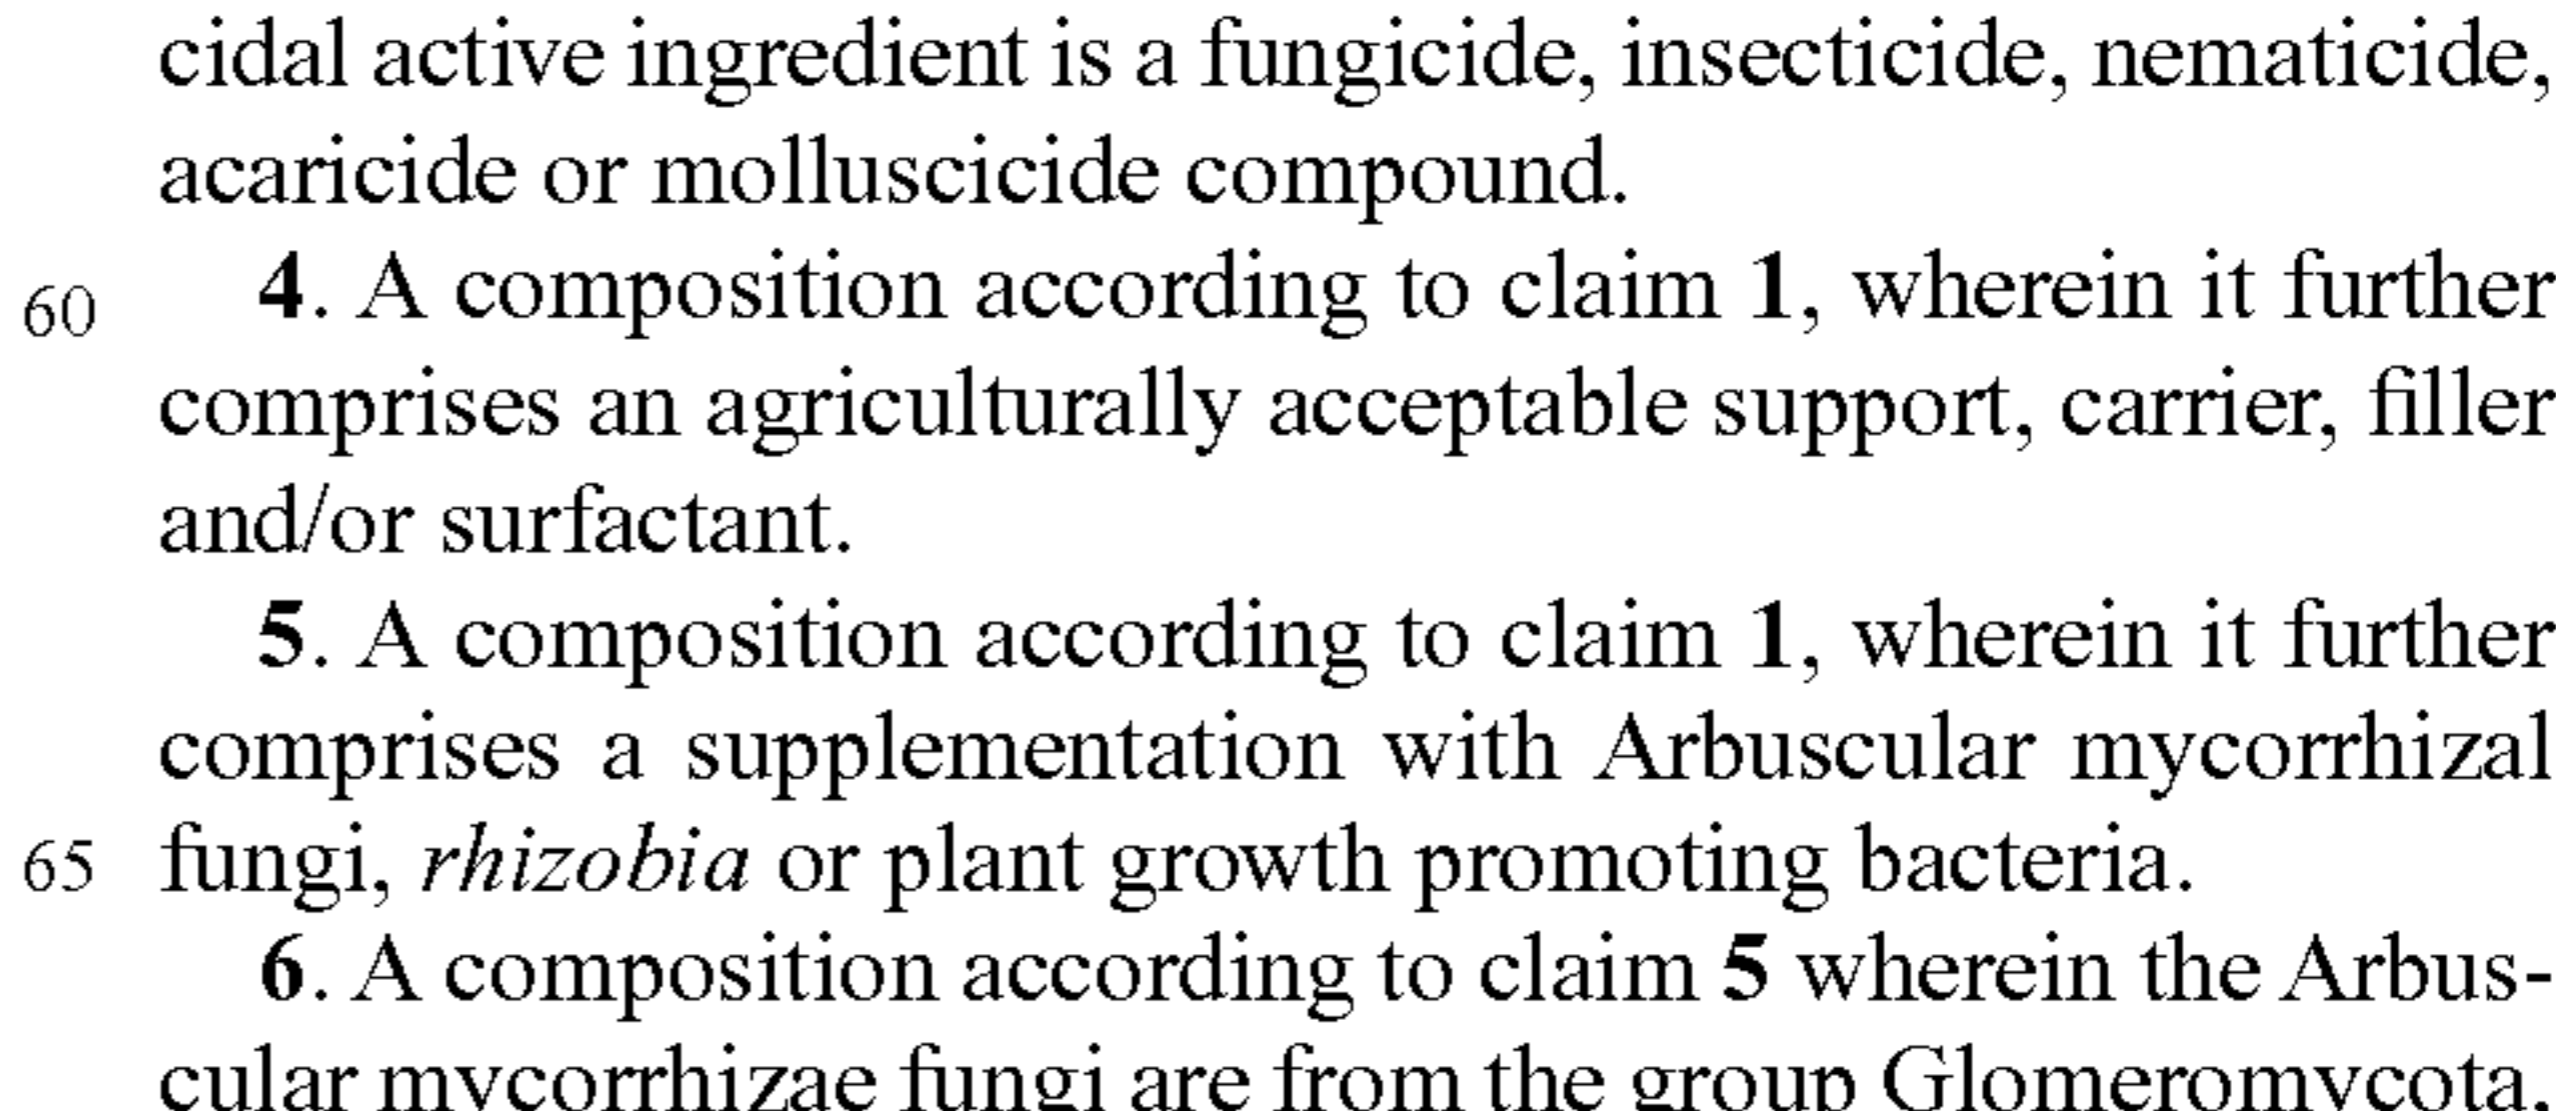 cidal active ingredient is a fungicide, insecticide, nematicide,
acaricide or molluscicide compound.
60 4. A composition according to claim 1, wherein it further
comprises an agriculturally acceptable support, carrier, filler
and/or surfactant.
5. A composition according to claim 1, wherein it further
comprises a supplementation with Arbuscular mycorrhizal
65 fungi, rhizobia or plant growth promoting bacteria.
6. A composition according to claim 5 wherein the Arbus-
cular mycorrhizae fungi are from the group Glomeromycota,